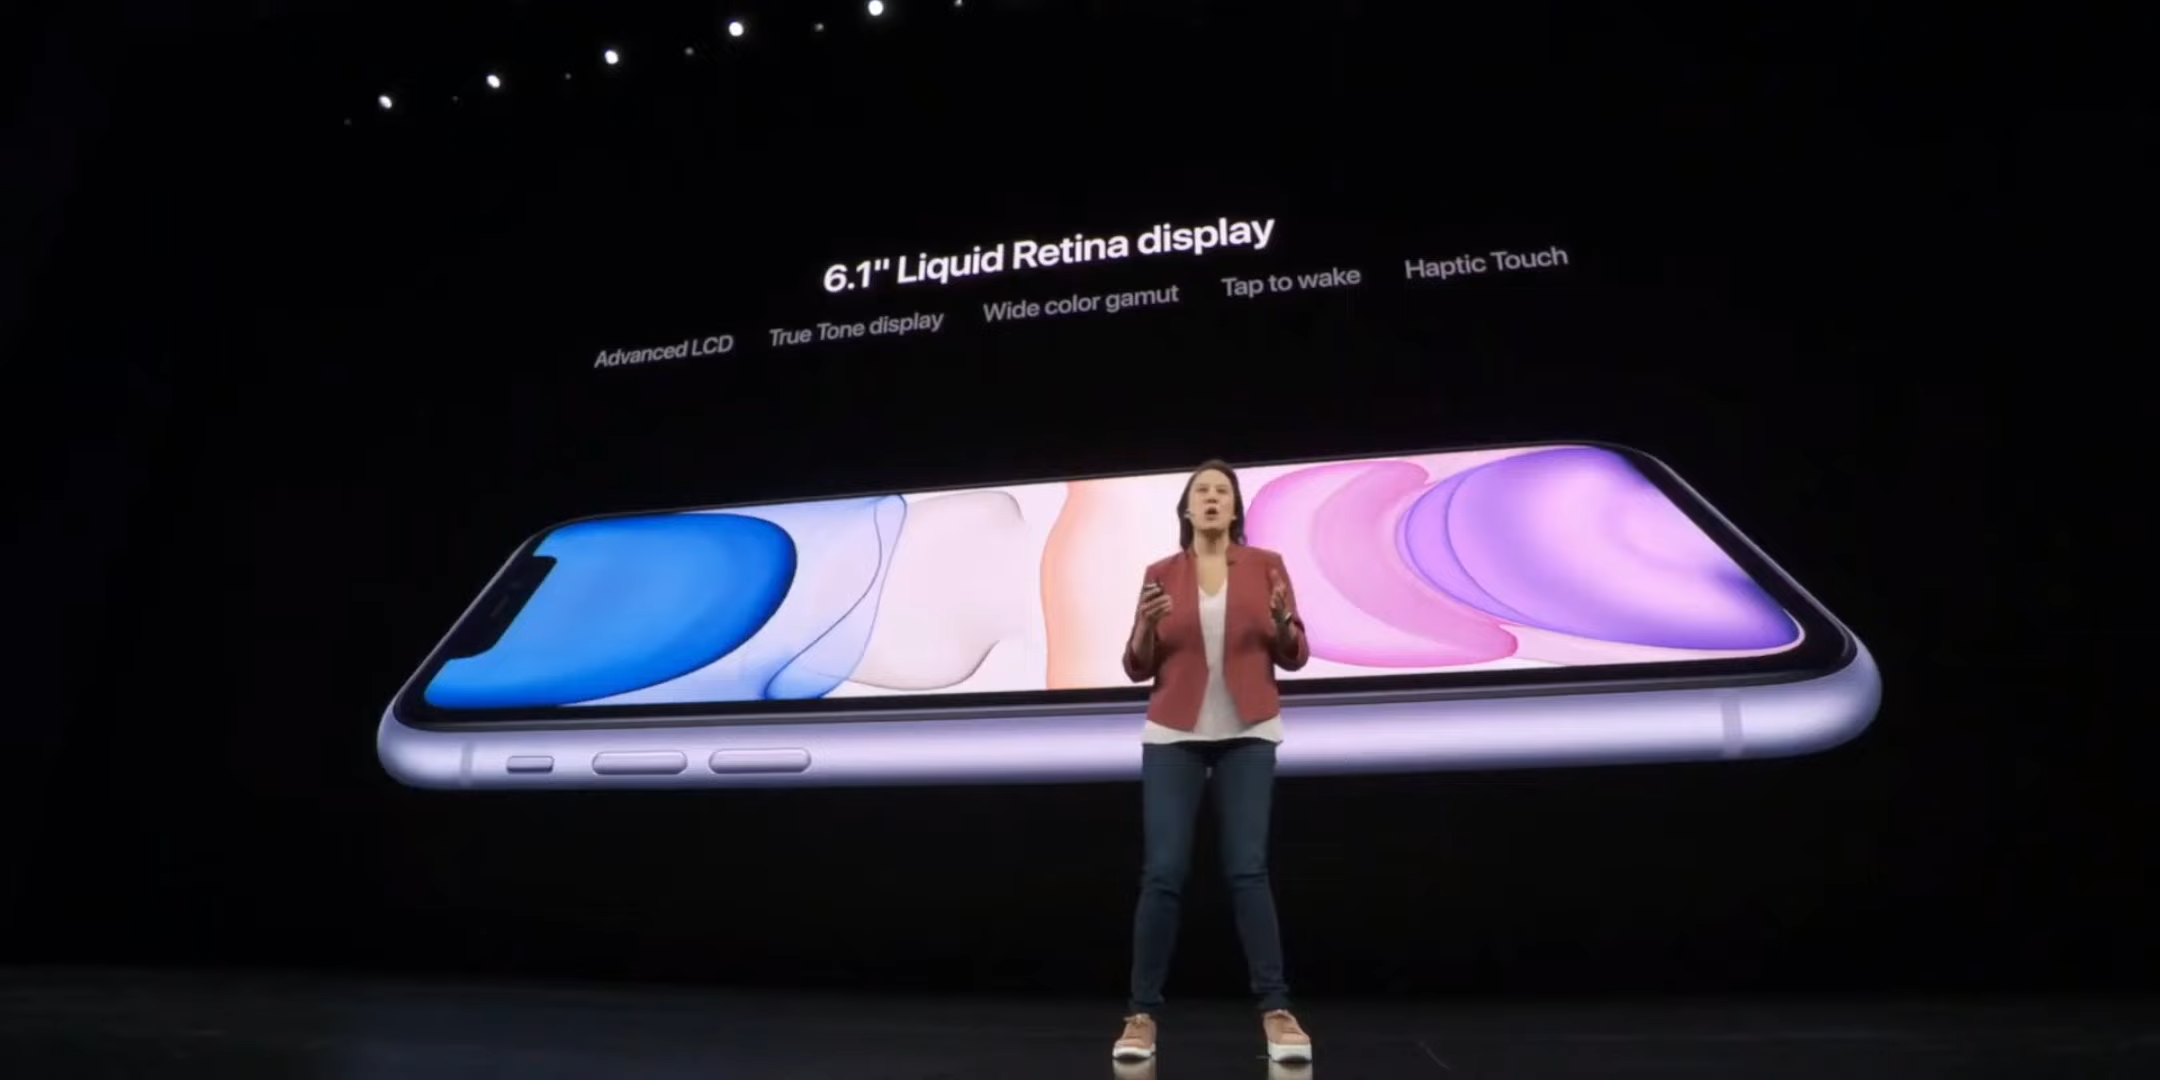 6.1" Liquid Retina display
Advanced LCD True Tone display Wide color gamut Tap to wake Haptic Touch